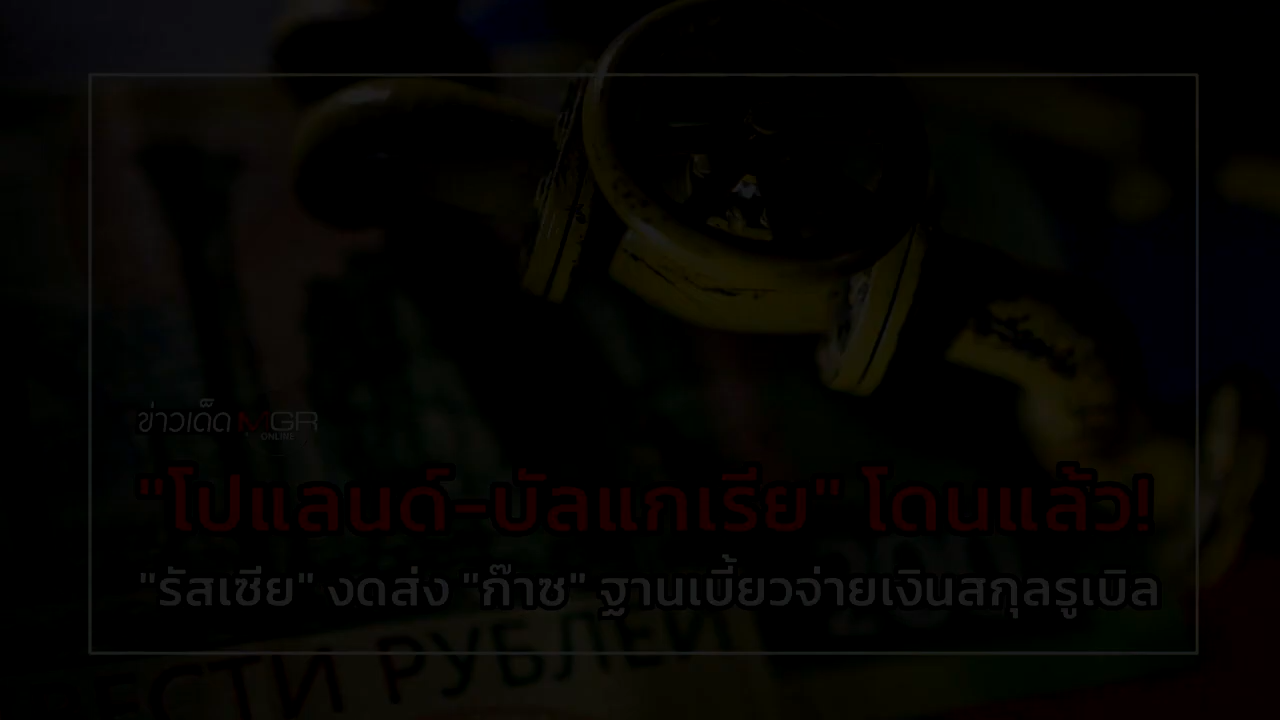 ข่าวเด็ด MGR
ONLINE
"โปแลนด์-บัลแกเรีย" โดนแล้ว!
"รัสเซีย" งดส่ง "ก๊าซ" ฐานเบี้ยวจ่ายเงินสกุลรูเบิล
ЕСТИ РУБЛЕЙ